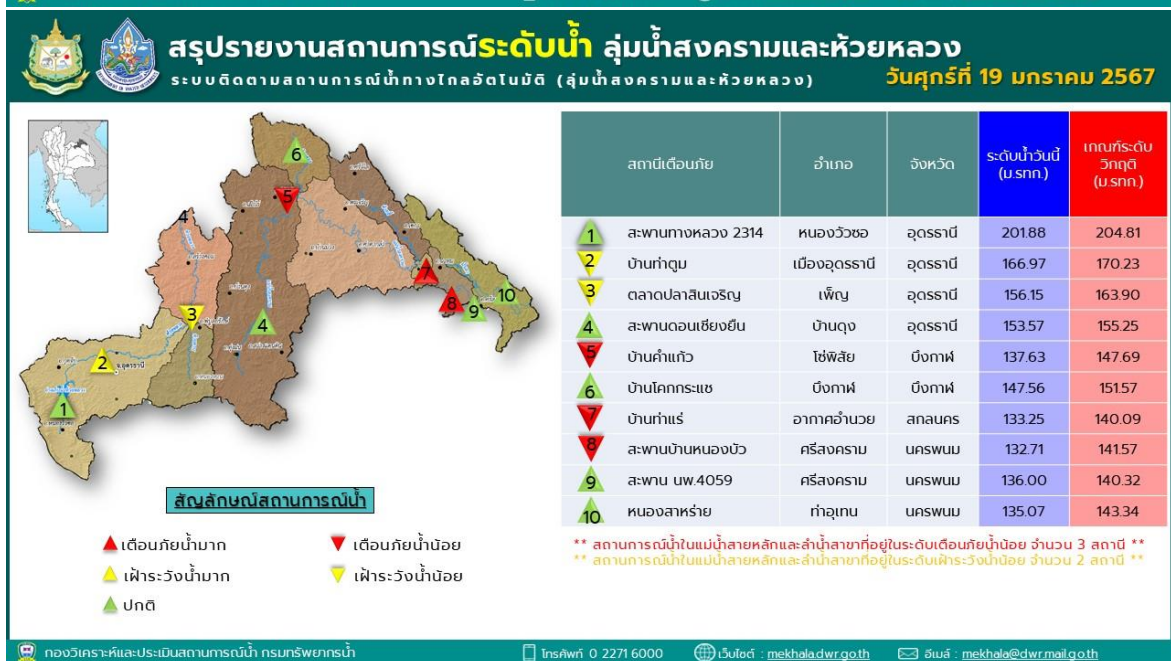 สรุปรายงานสถานการณ์ระดับน้ำ ลุ่มน้ำสงครามและห้วยหลวง
ระบบติดตามสถานการณ์น้ำทางไกลอัตโนมัติ (ลุ่มน้ำสงครามและห้วยหลวง)
วันศุกร์ที่ 19 มกราคม 2567
สถานีเตือนภัย อำเภอ จังหวัด ระดับน้ำวันนี้ (ม.รทก.) เกณฑ์ระดับวิกฤติ (ม.รทก.)
1 สะพานทางหลวง 2314 หนองวัวซอ อุดรธานี 201.88 204.81
2 บ้านท่าตูม เมืองอุดรธานี อุดรธานี 166.97 170.23
3 ตลาดปลาสินเจริญ เพ็ญ อุดรธานี 156.15 163.90
4 สะพานดอนเชียงยืน บ้านดุง อุดรธานี 153.57 155.25
5 บ้านคำแก้ว โซ่พิสัย บึงกาฬ 137.63 147.69
6 บ้านโคกกระแซ บึงกาฬ บึงกาฬ 147.56 151.57
7 บ้านท่าแร่ อากาศอำนวย สกลนคร 133.25 140.09
8 สะพานบ้านหนองบัว ศรีสงคราม นครพนม 132.71 141.57
9 สะพาน นพ.4059 ศรีสงคราม นครพนม 136.00 140.32
10 หนองสาหร่าย ท่าอุเทน นครพนม 135.07 143.34
6
5
4
3
7
8
9
10
4
2
อ.อุดรธานี
1
สัญลักษณ์สถานการณ์น้ำ
เตือนภัยน้ำมาก เตือนภัยน้ำน้อย
เฝ้าระวังน้ำมาก เฝ้าระวังน้ำน้อย
ปกติ
** สถานการณ์น้ำในแม่น้ำสายหลักและลำน้ำสาขาที่อยู่ในระดับเตือนภัยน้ำน้อย จำนวน 3 สถานี **
** สถานการณ์น้ำในแม่น้ำสายหลักและลำน้ำสาขาที่อยู่ในระดับเฝ้าระวังน้ำน้อย จำนวน 2 สถานี **
กองวิเคราะห์และประเมินสถานการณ์น้ำ กรมทรัพยากรน้ำ โทรศัพท์ 0 2271 6000 เว็บไซต์ : mekhala.dwr.go.th อีเมล์ : mekhala@dwr.mail.go.th